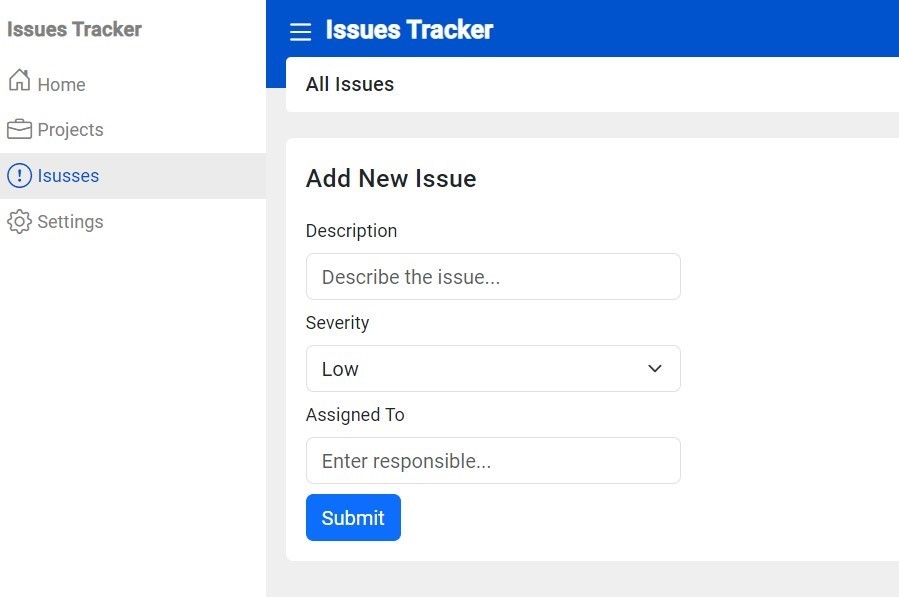 Issues Tracker
Home
Projects
Isusses
Settings
Issues Tracker
All Issues
Add New Issue
Description
Describe the issue...
Severity
Low
Assigned To
Enter responsible...
Submit